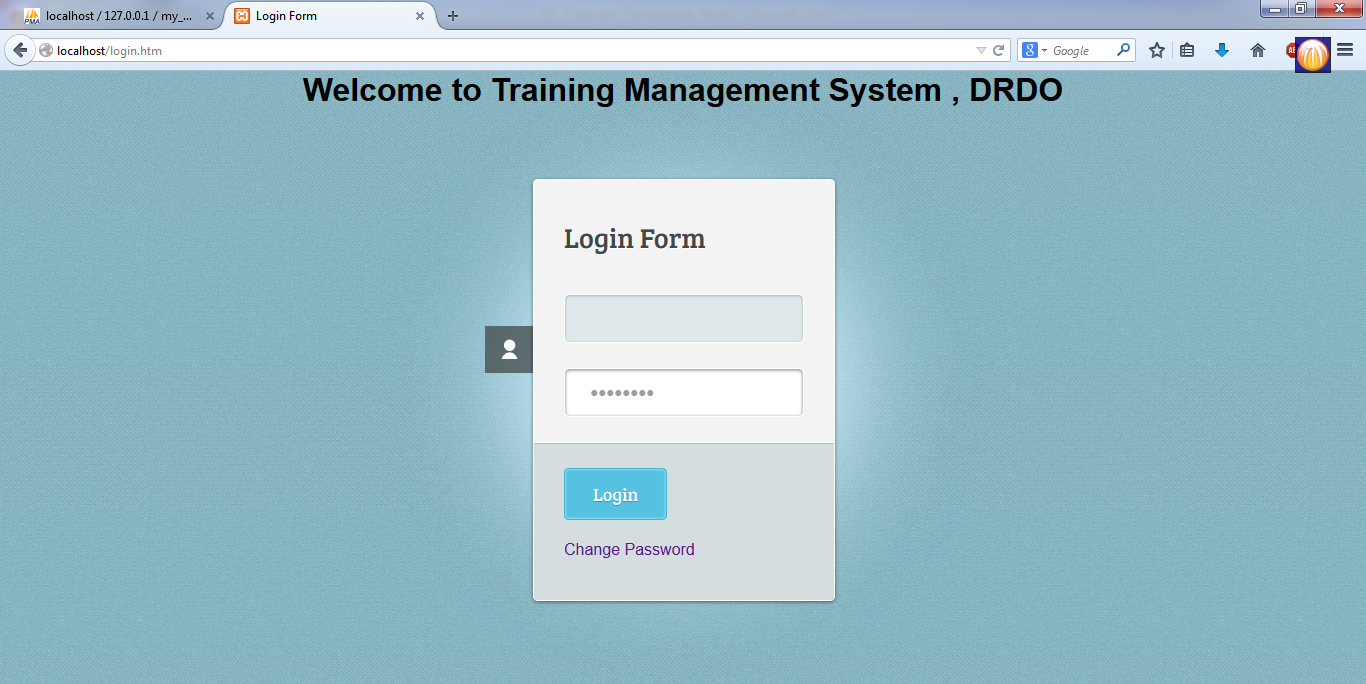 localhost / 127.0.0.1 / my_...
Login Form
localhost/login.htm
Google
Welcome to Training Management System , DRDO
Login Form
••••••••
Login
Change Password